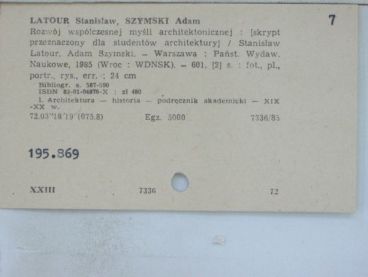 LATOUR Stanisław, SZYMSKI Adam
7
Rozwój współczesnej myśli architektonicznej : [skrypt
przeznaczony dla studentów architektury] / Stanisław
Latour, Adam Szymski. — Warszawa : Państ. Wydaw.
Naukowe, 1985 (Wroc : WDNSK). — 601, [2] s. : fot., pl.,
portr., rys., err. ; 24 cm
Bibliogr. s. 587-590
ISBN 83-01-04976-X : zł 480
1. Architektura — historia — podręcznik akademicki — XIX
-XX w.
72.03"18/19"(075.8) Egz. 5000 7336/85
195.869
XXIII 7336 72